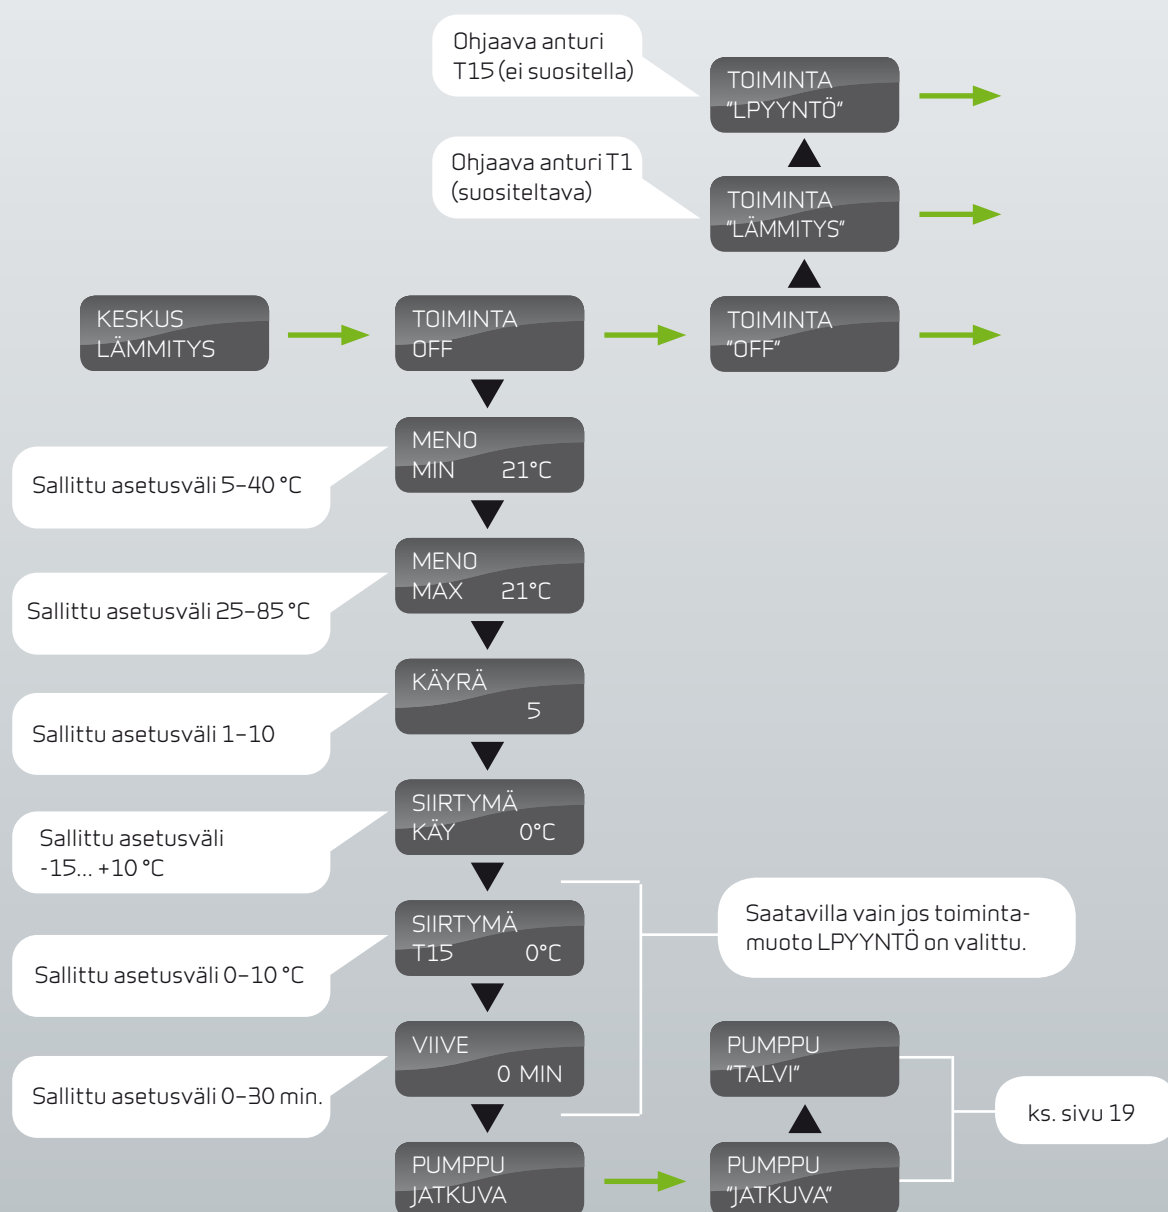 Ohjaava anturi
T15 (ei suositella)
TOIMINTA
"LPYYNTÖ"
Ohjaava anturi T1
(suositeltava)
TOIMINTA
"LÄMMITYS"
KESKUS
LÄMMITYS
TOIMINTA
OFF
TOIMINTA
"OFF"
Sallittu asetusväli 5–40 °C
MENO
MIN 21°C
Sallittu asetusväli 25–85 °C
MENO
MAX 21°C
Sallittu asetusväli 1–10
KÄYRÄ
5
Sallittu asetusväli
-15... +10 °C
SIIRTYMÄ
KÄY 0°C
Sallittu asetusväli 0–10 °C
SIIRTYMÄ
T15 0°C
Saatavilla vain jos toiminta-
muoto LPYYNTÖ on valittu.
Sallittu asetusväli 0–30 min.
VIIVE
0 MIN
PUMPPU
"TALVI"
ks. sivu 19
PUMPPU
JATKUVA
PUMPPU
"JATKUVA"